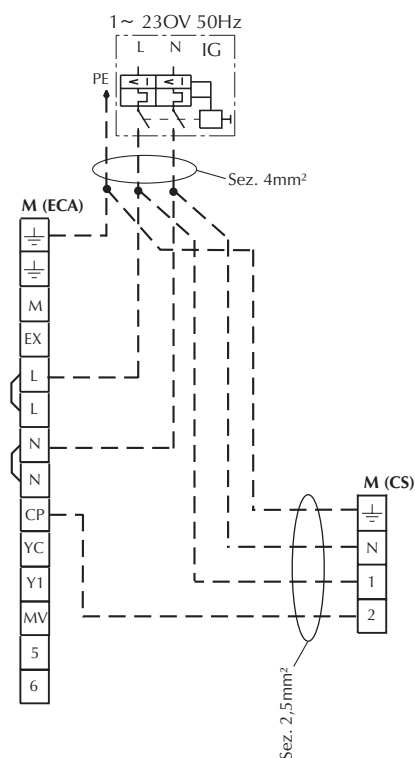 1~ 23OV 50Hz
L N IG
PE
Sez. 4mm²
M (ECA)
M
EX
L
L
N
N
CP
YC
Y1
MV
5
6
M (CS)
N
1
2
Sez. 2,5mm²